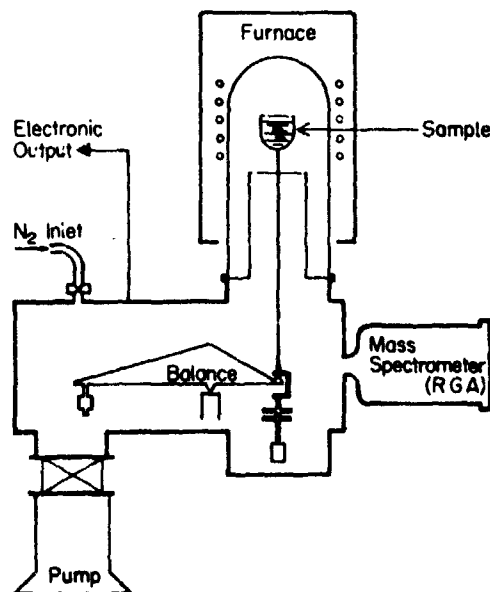 Furnace
Sample
Electronic
Output
N₂ Inlet
Balance
Mass
Spectrometer
(RGA)
Pump